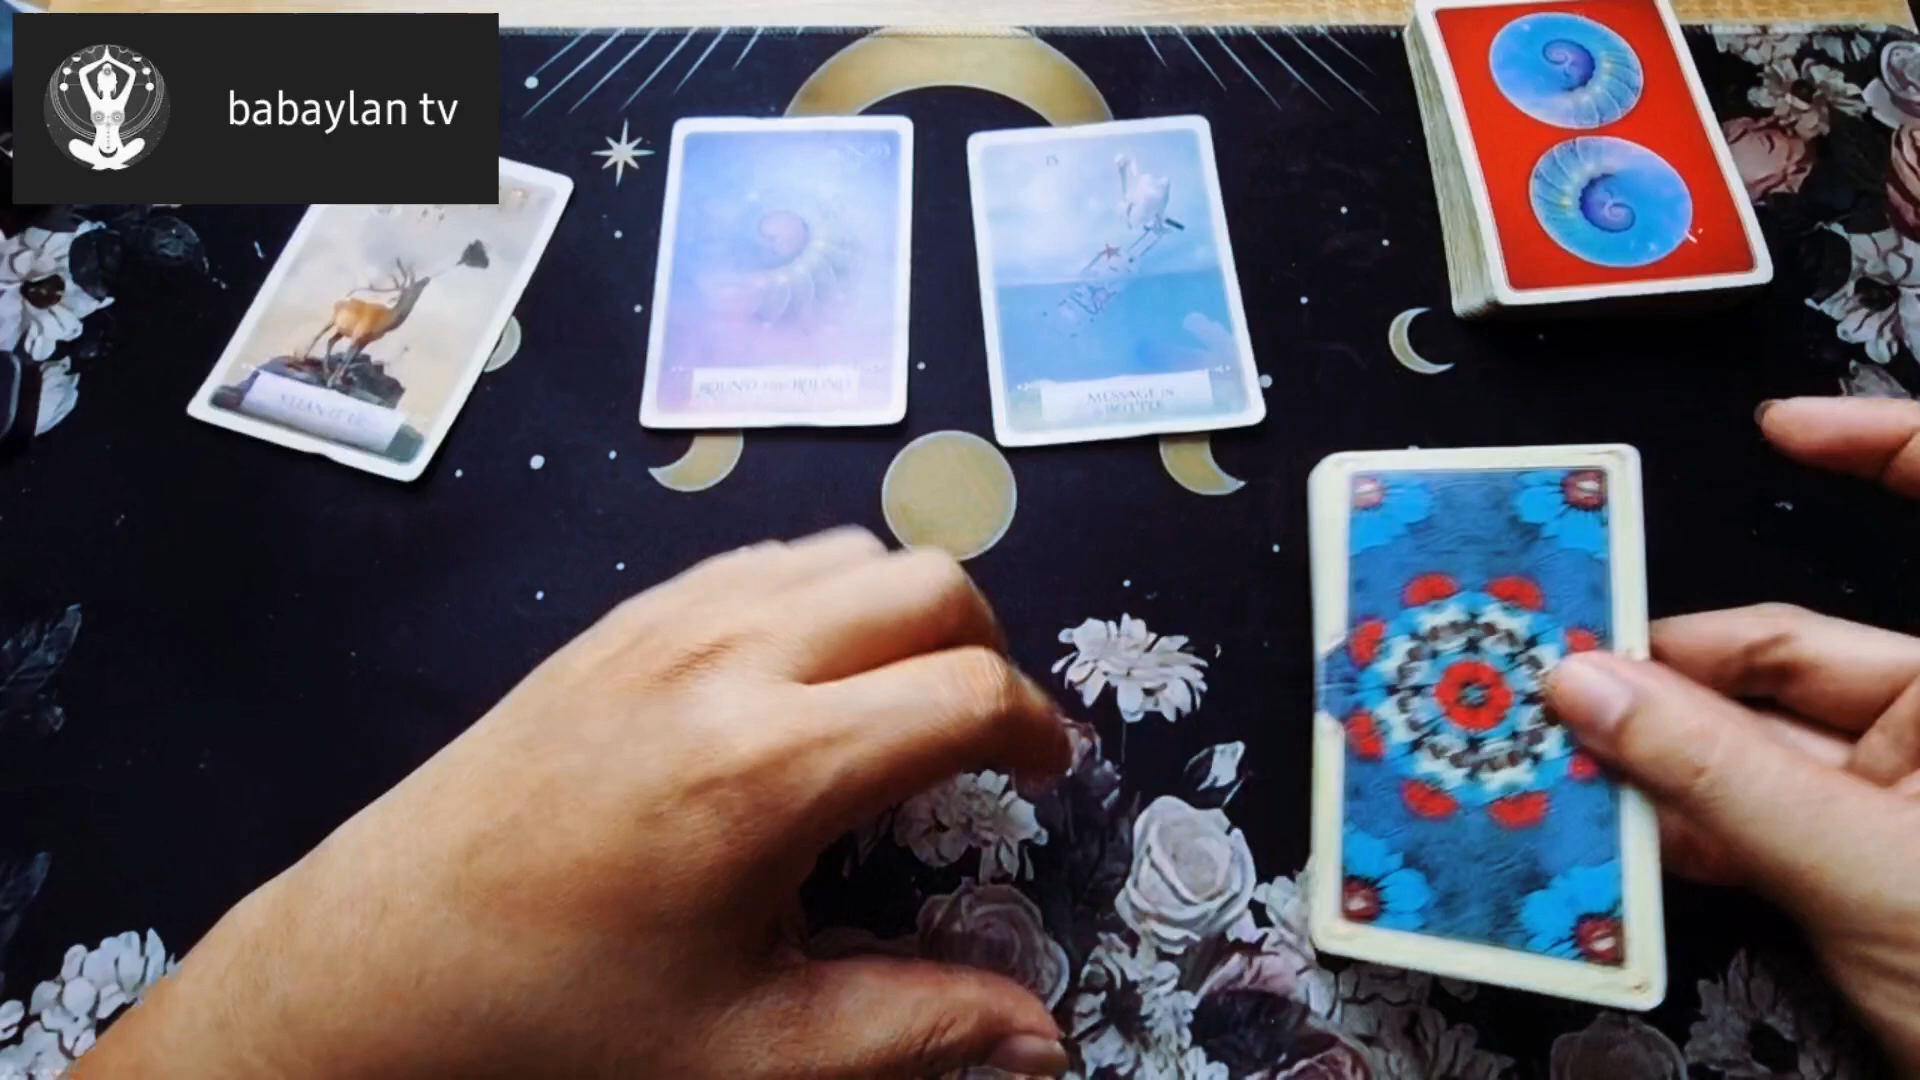 babaylan tv
ROUND and ROUND
15
MESSAGE IN
A BOTTLE